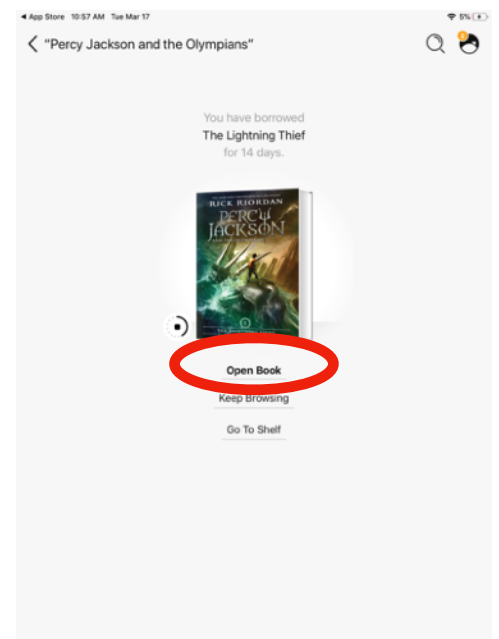 App Store 10:57 AM Tue Mar 17 5%
"Percy Jackson and the Olympians"
You have borrowed
The Lightning Thief
for 14 days.
RICK RIORDAN
PERCY
JACKSON
Open Book
Keep Browsing
Go To Shelf